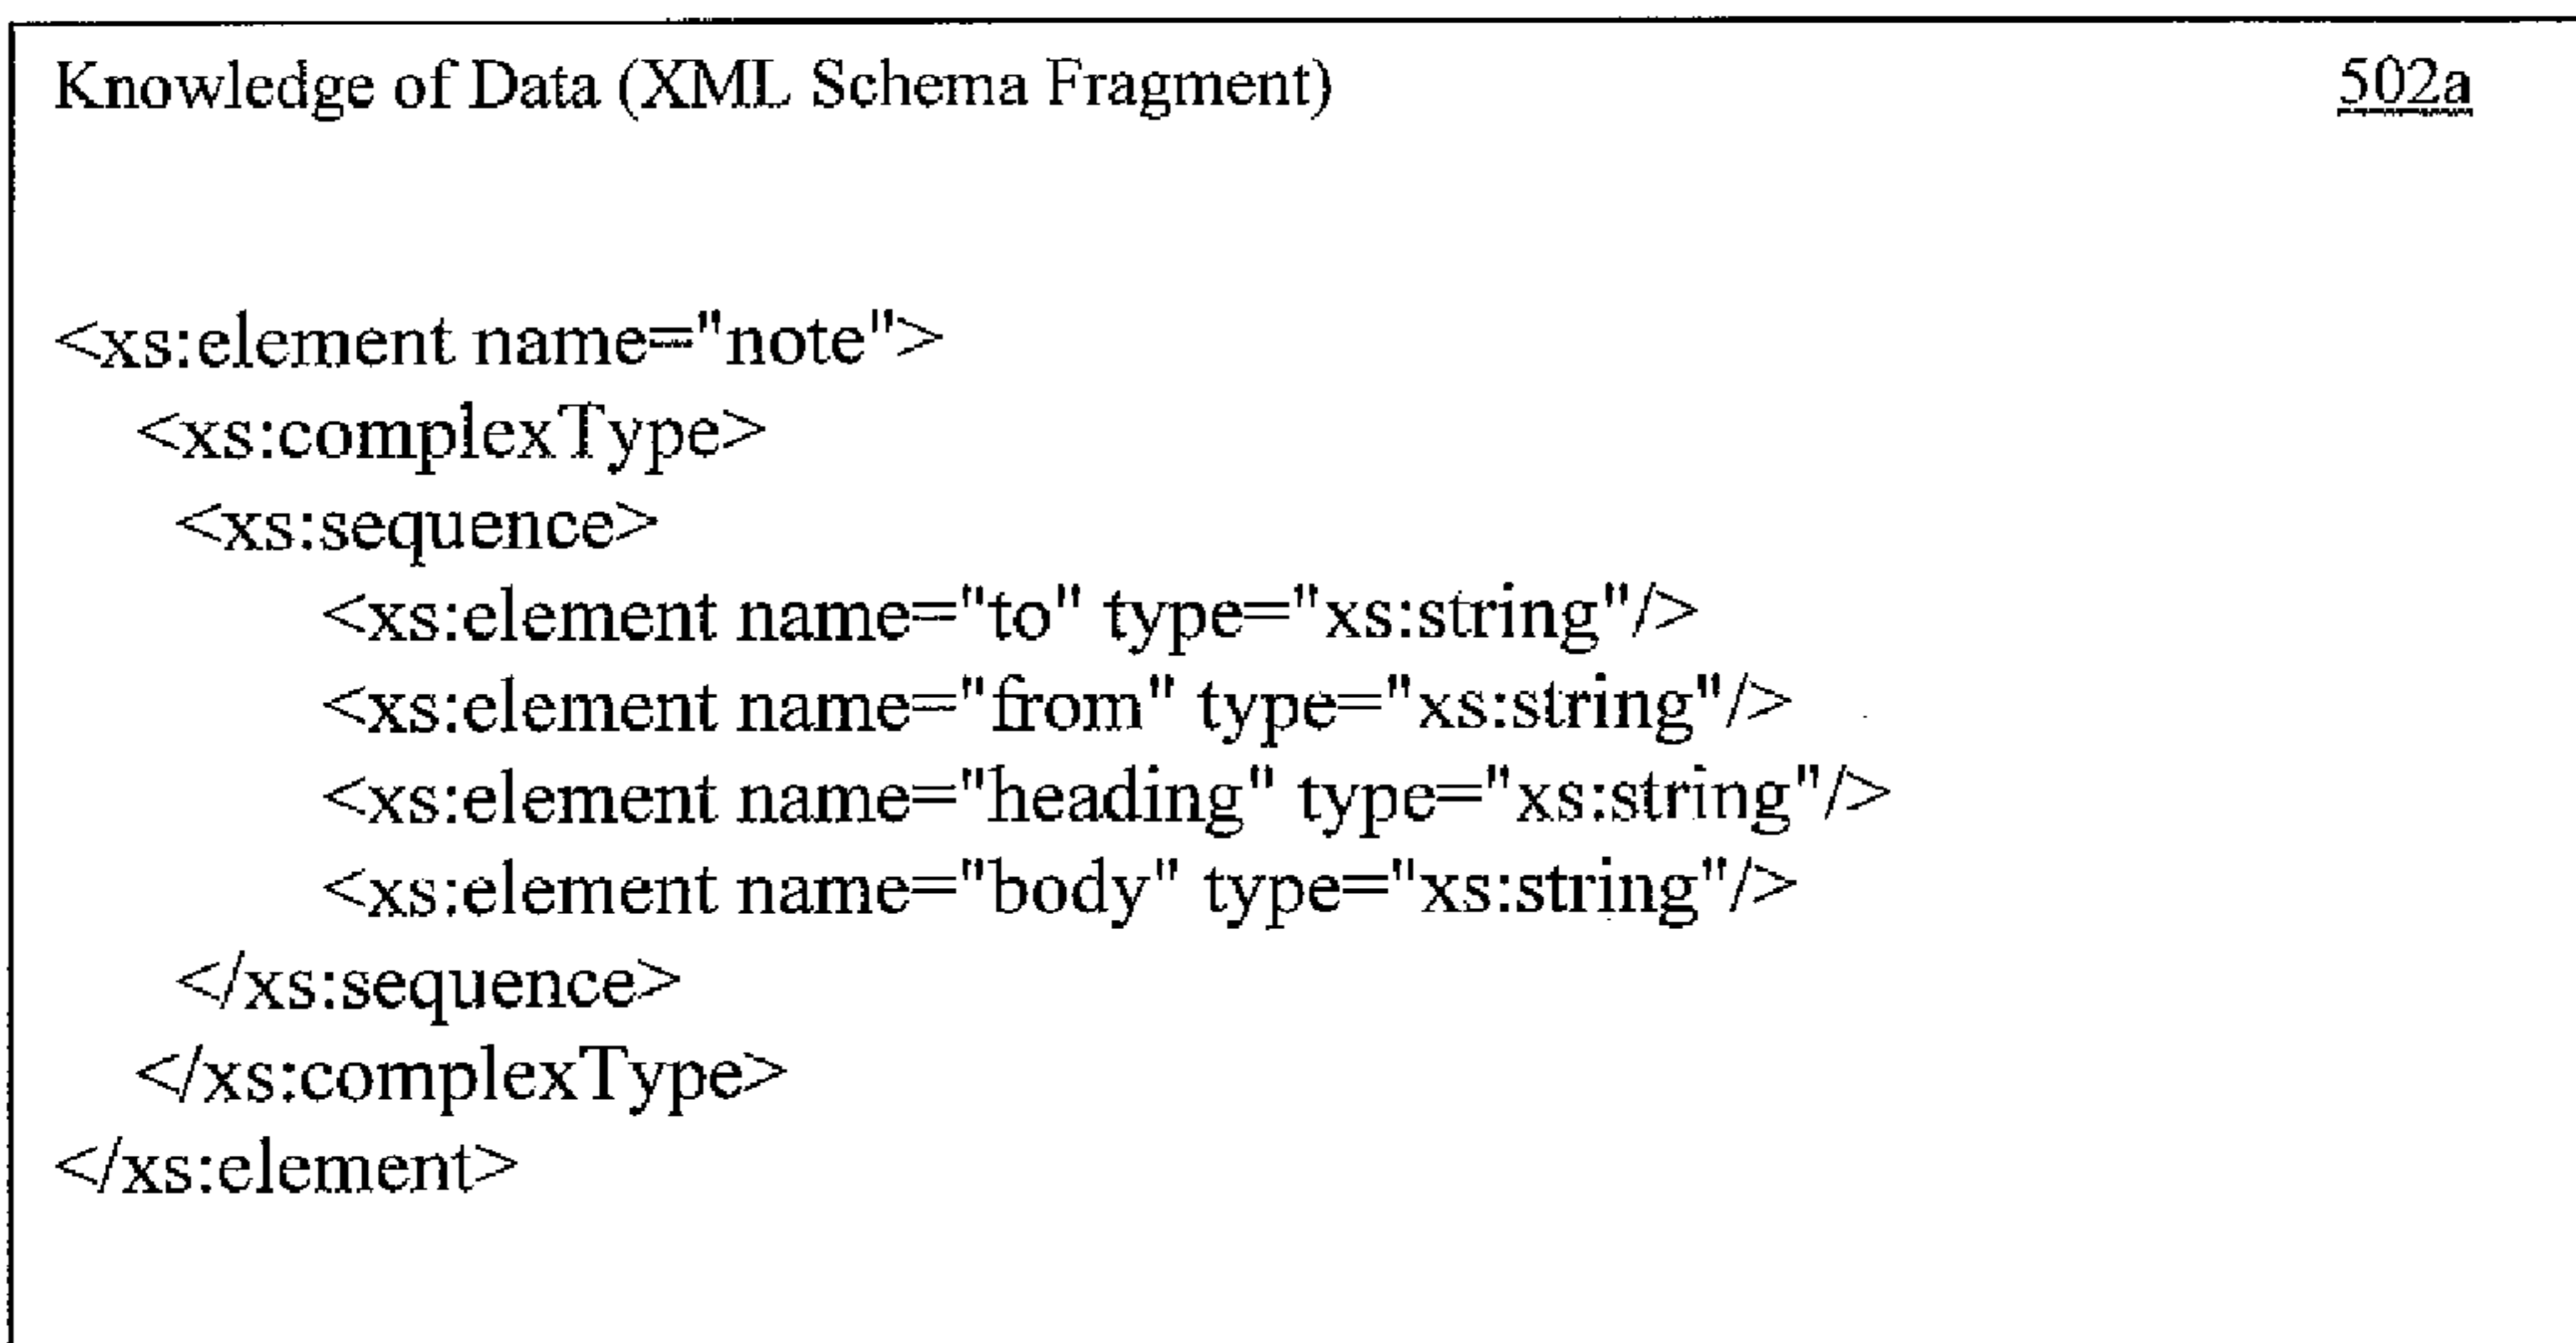 Knowledge of Data (XML Schema Fragment) 502a
<xs:element name="note">
<xs:complexType>
<xs:sequence>
<xs:element name="to" type="xs:string"/>
<xs:element name="from" type="xs:string"/>
<xs:element name="heading" type="xs:string"/>
<xs:element name="body" type="xs:string"/>
</xs:sequence>
</xs:complexType>
</xs:element>